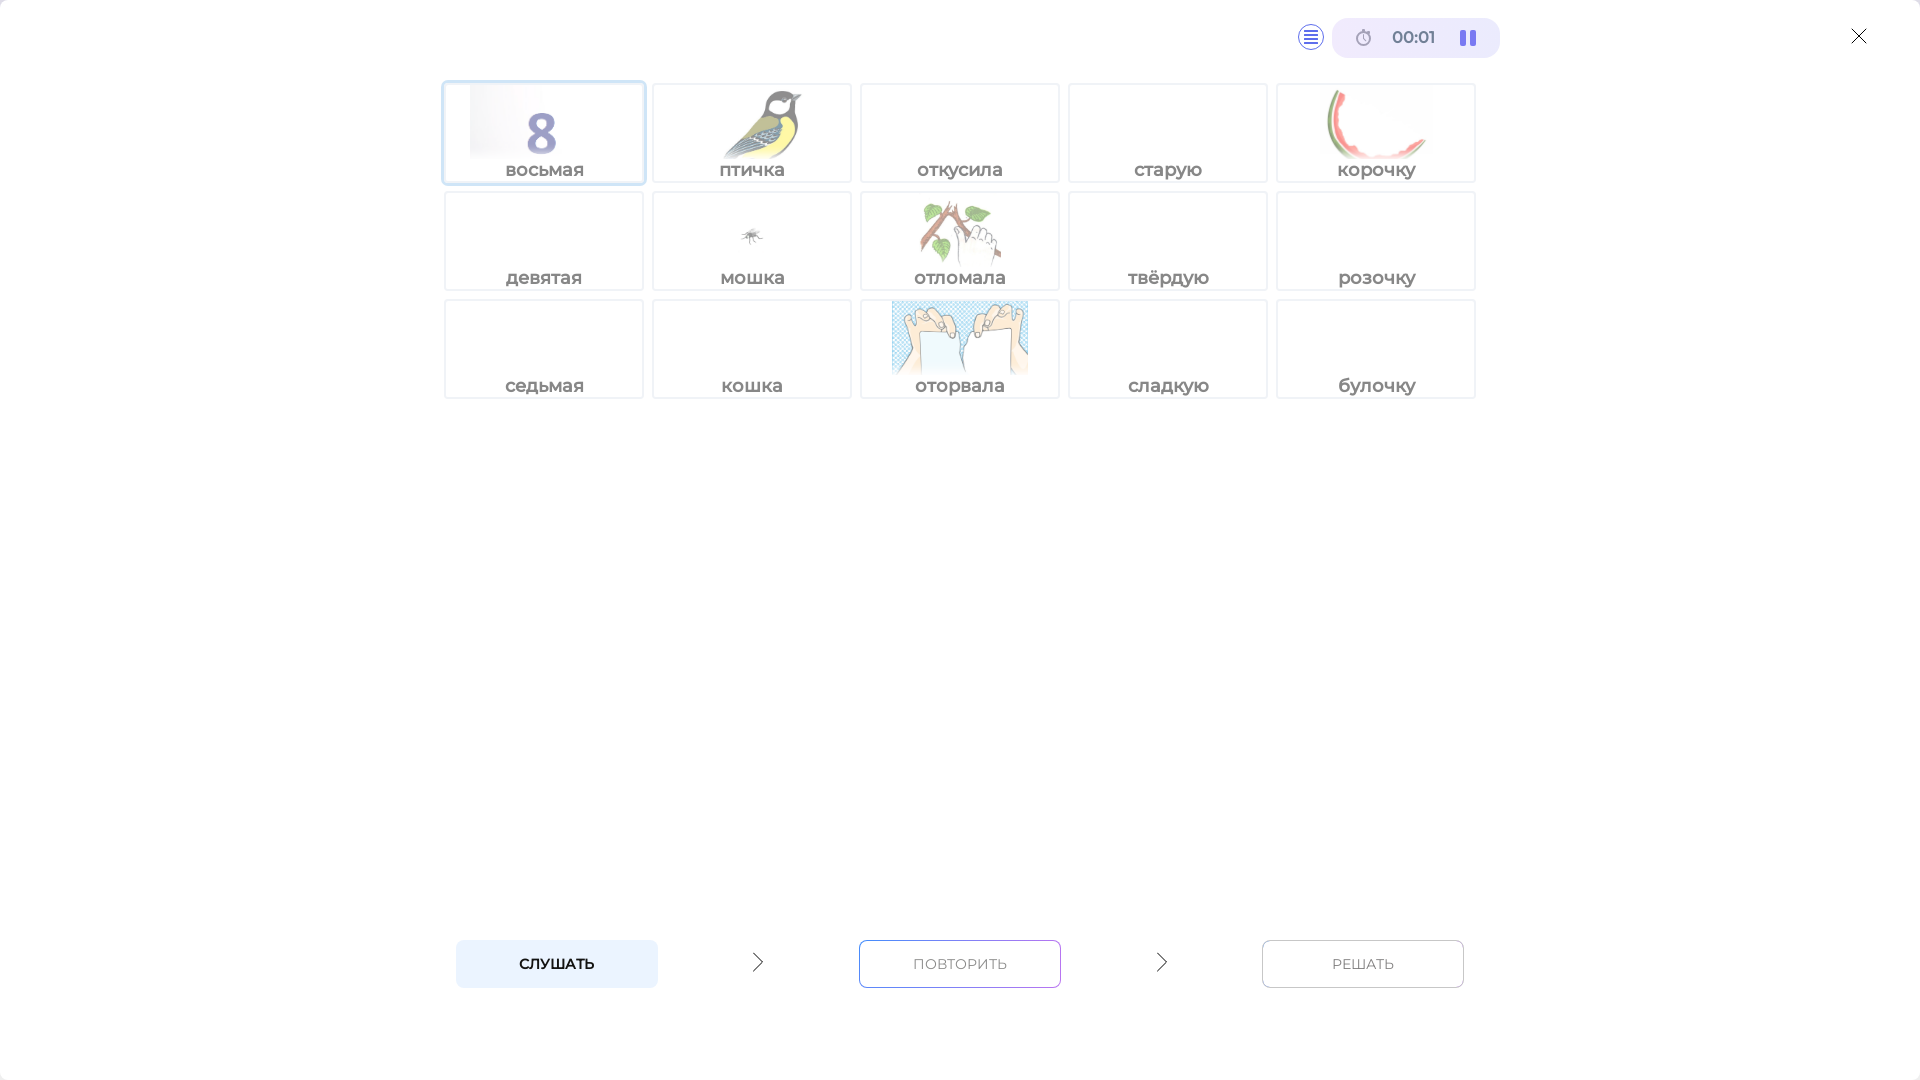 00:01
8
восьмая птичка откусила старую корочку
девятая мошка отломала твёрдую розочку
седьмая кошка оторвала сладкую булочку
СЛУШАТЬ ПОВТОРИТЬ РЕШАТЬ